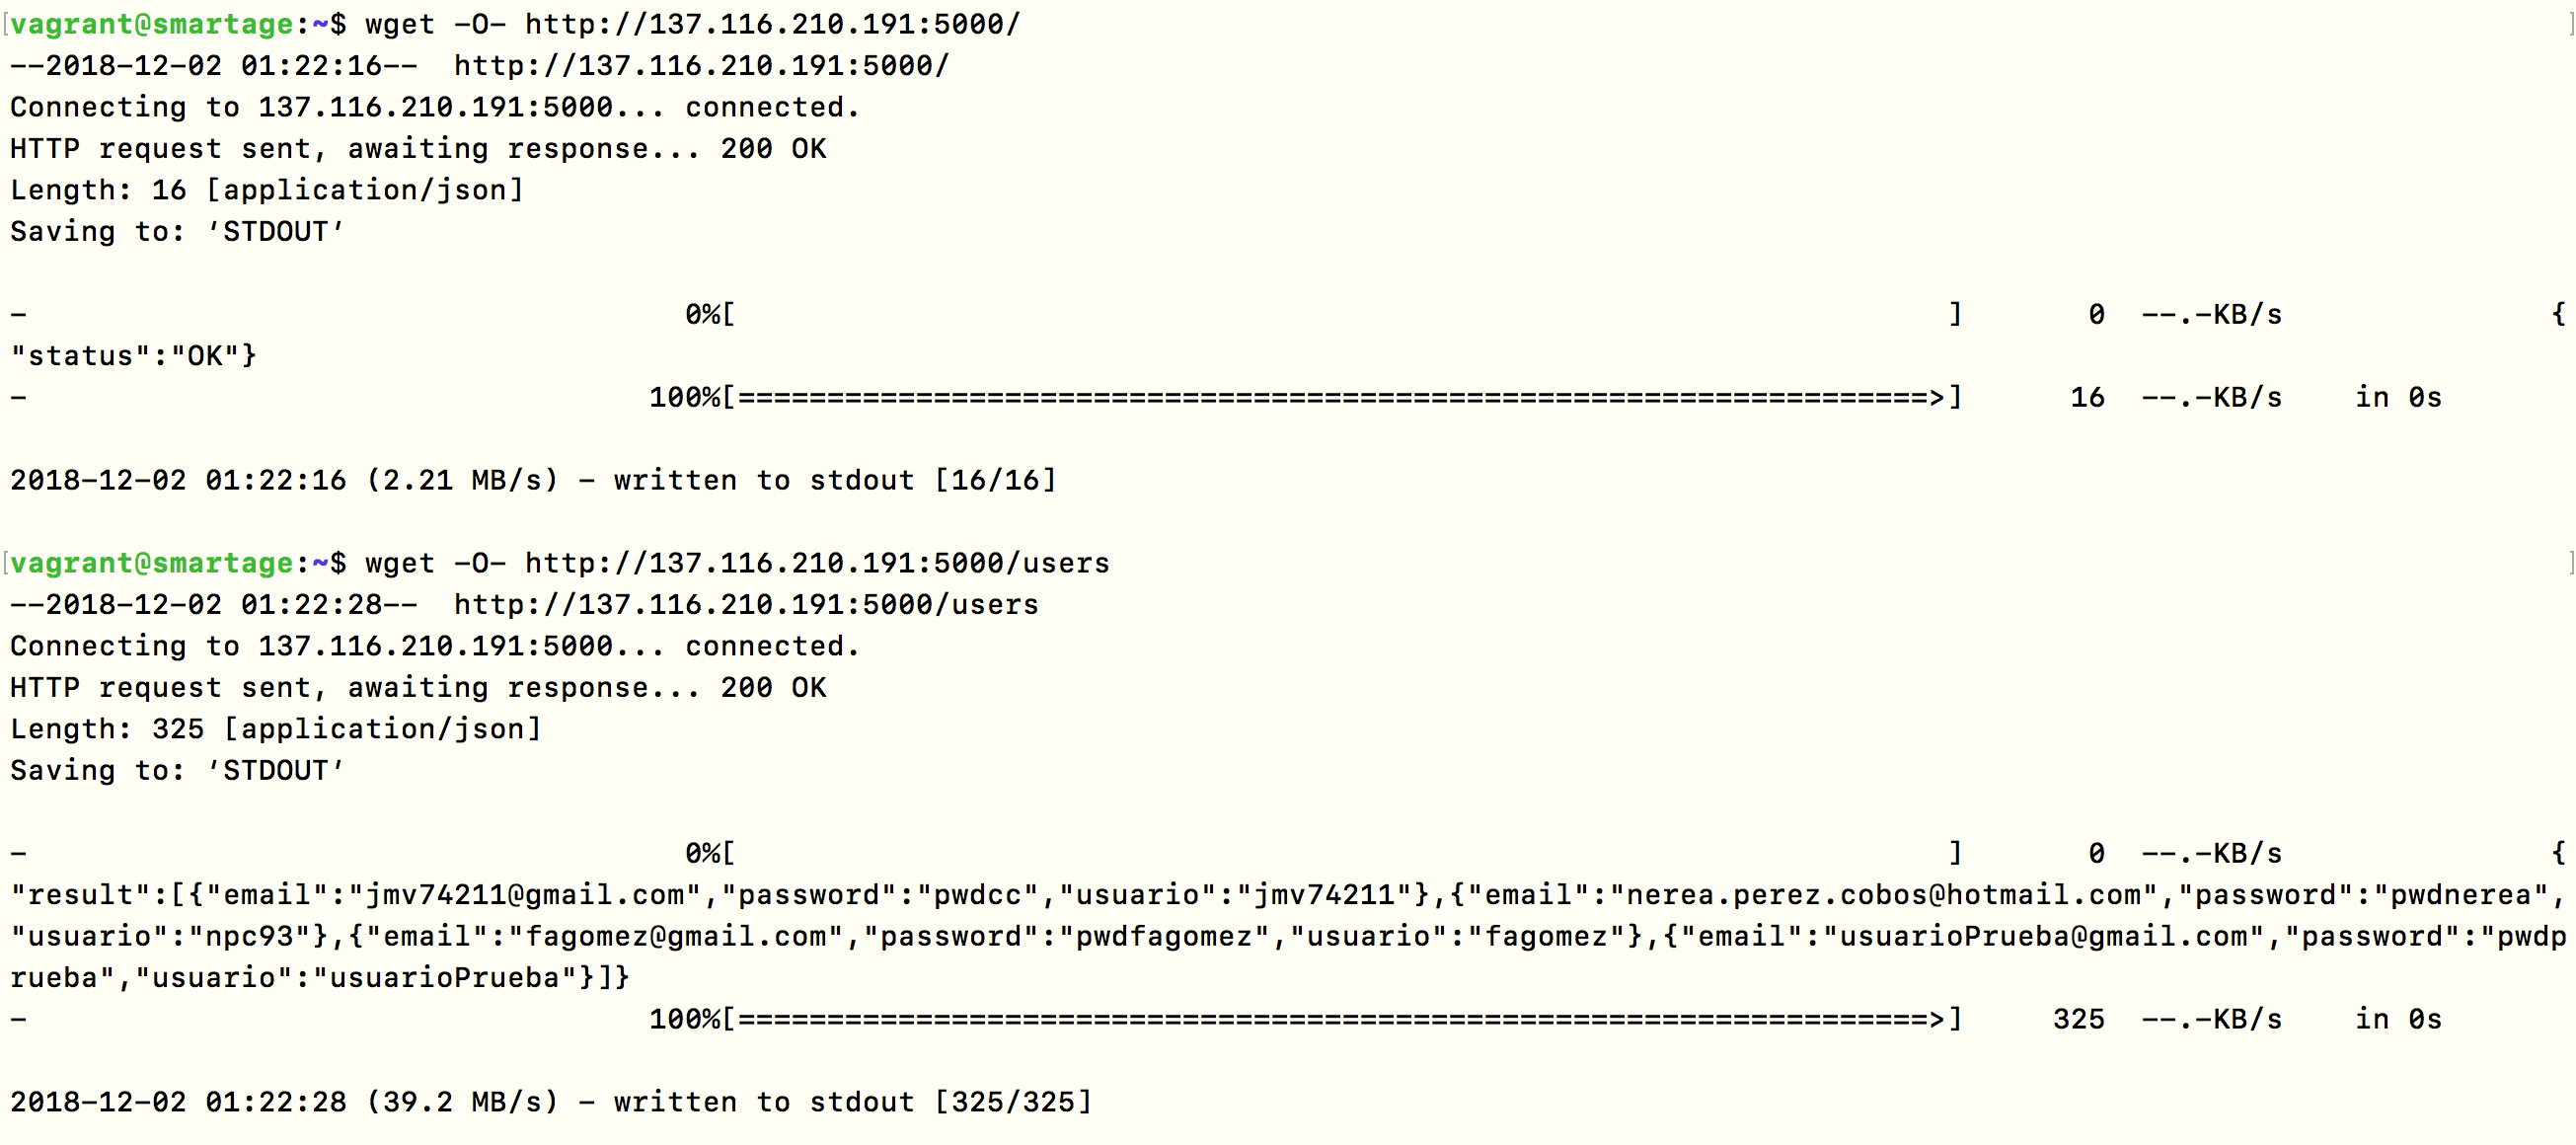 [vagrant@smartage:~$ wget -O- http://137.116.210.191:5000/ ]
--2018-12-02 01:22:16--  http://137.116.210.191:5000/
Connecting to 137.116.210.191:5000... connected.
HTTP request sent, awaiting response... 200 OK
Length: 16 [application/json]
Saving to: ‘STDOUT’
- 0%[ ] 0 --.-KB/s {
"status":"OK"}
- 100%[===================================================================>] 16 --.-KB/s in 0s
2018-12-02 01:22:16 (2.21 MB/s) - written to stdout [16/16]
[vagrant@smartage:~$ wget -O- http://137.116.210.191:5000/users ]
--2018-12-02 01:22:28--  http://137.116.210.191:5000/users
Connecting to 137.116.210.191:5000... connected.
HTTP request sent, awaiting response... 200 OK
Length: 325 [application/json]
Saving to: ‘STDOUT’
- 0%[ ] 0 --.-KB/s {
"result":[{"email":"jmv74211@gmail.com","password":"pwdcc","usuario":"jmv74211"},{"email":"nerea.perez.cobos@hotmail.com","password":"pwdnerea",
"usuario":"npc93"},{"email":"fagomez@gmail.com","password":"pwdfagomez","usuario":"fagomez"},{"email":"usuarioPrueba@gmail.com","password":"pwdp
rueba","usuario":"usuarioPrueba"}]}
- 100%[===================================================================>] 325 --.-KB/s in 0s
2018-12-02 01:22:28 (39.2 MB/s) - written to stdout [325/325]